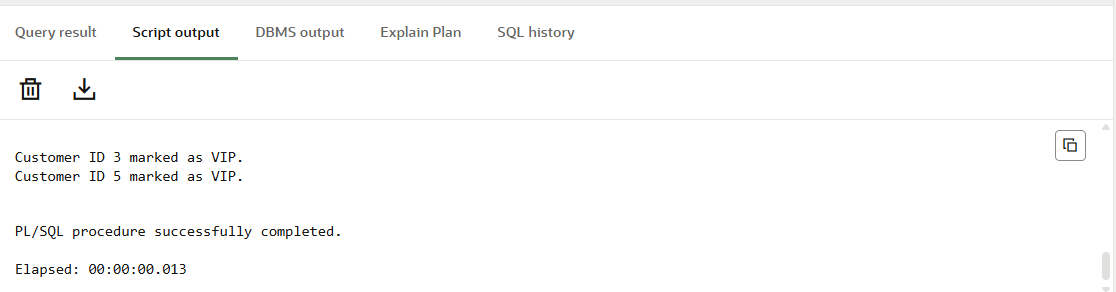 Query result Script output DBMS output Explain Plan SQL history
Customer ID 3 marked as VIP.
Customer ID 5 marked as VIP.
PL/SQL procedure successfully completed.
Elapsed: 00:00:00.013